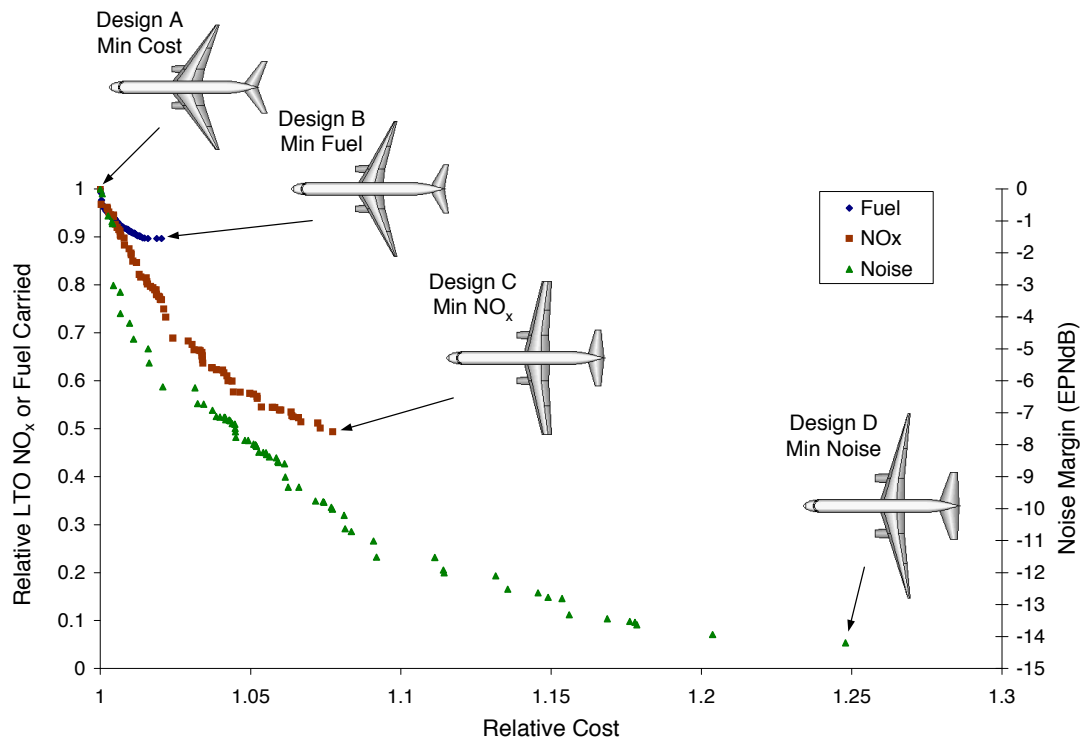 Design A
Min Cost
Design B
Min Fuel
Design C
Min NOx
Design D
Min Noise
Fuel
NOx
Noise
1
0.9
0.8
0.7
0.6
0.5
0.4
0.3
0.2
0.1
0
Relative LTO NOx or Fuel Carried
0
-1
-2
-3
-4
-5
-6
-7
-8
-9
-10
-11
-12
-13
-14
-15
Noise Margin (EPNdB)
1
1.05
1.1
1.15
1.2
1.25
1.3
Relative Cost